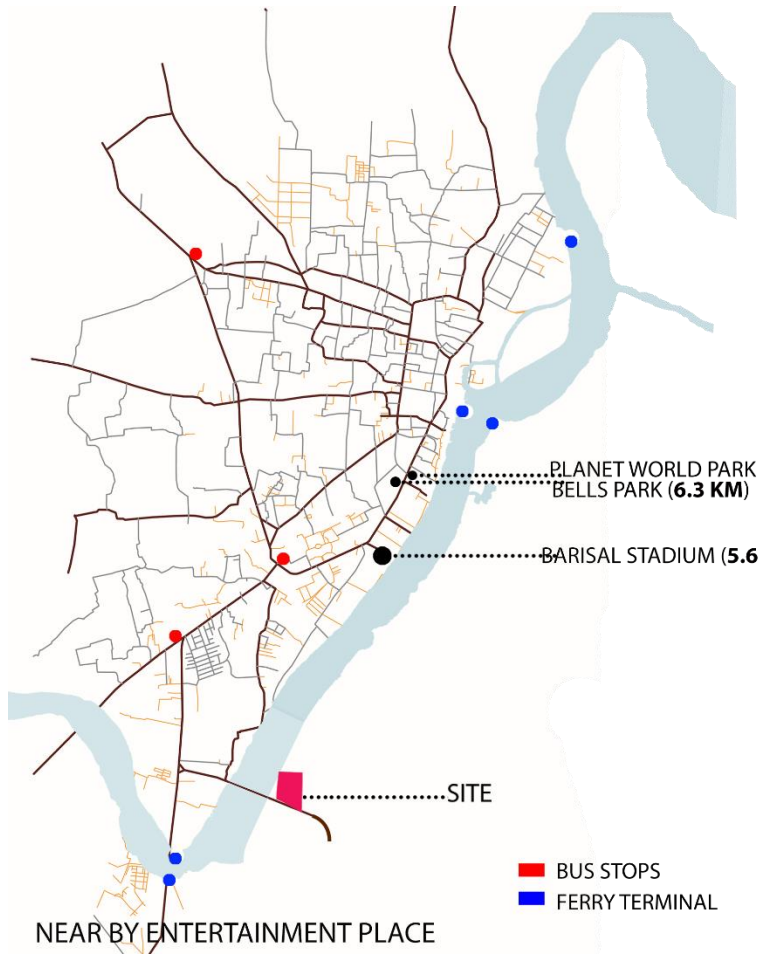 PLANET WORLD PARK
BELLS PARK (6.3 KM)
BARISAL STADIUM (5.6
SITE
BUS STOPS
FERRY TERMINAL
NEAR BY ENTERTAINMENT PLACE